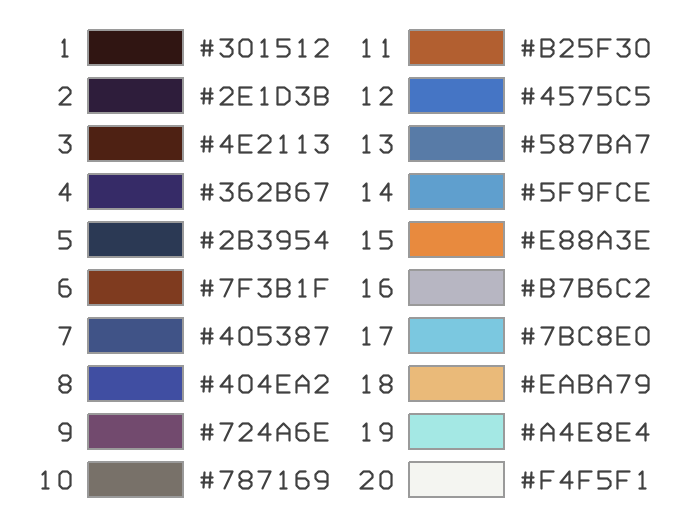 1 #301512 11 #B25F30
2 #2E1D3B 12 #4575C5
3 #4E2113 13 #587BA7
4 #362B67 14 #5F9FCE
5 #2B3954 15 #E88A3E
6 #7F3B1F 16 #B7B6C2
7 #405387 17 #7BC8E0
8 #404EA2 18 #EABA79
9 #724A6E 19 #A4E8E4
10 #787169 20 #F4F5F1